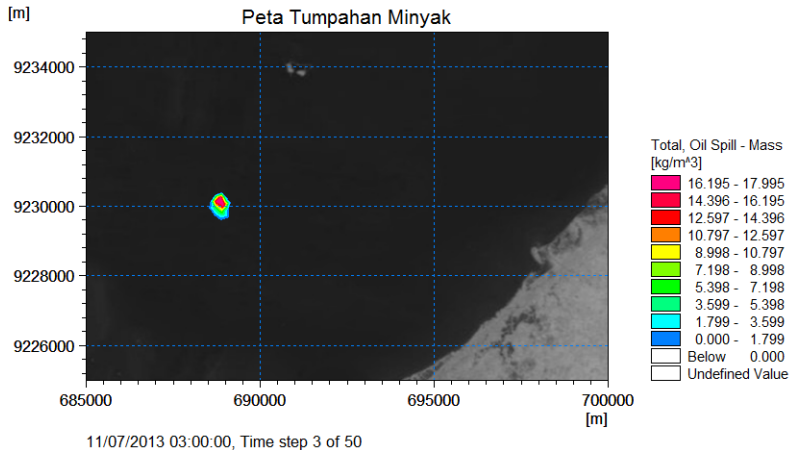 Peta Tumpahan Minyak
[m]
9234000
9232000
9230000
9228000
9226000
685000 690000 695000 700000
[m]
11/07/2013 03:00:00, Time step 3 of 50
Total, Oil Spill - Mass
[kg/m^3]
16.195 - 17.995
14.396 - 16.195
12.597 - 14.396
10.797 - 12.597
8.998 - 10.797
7.198 - 8.998
5.398 - 7.198
3.599 - 5.398
1.799 - 3.599
0.000 - 1.799
Below 0.000
Undefined Value